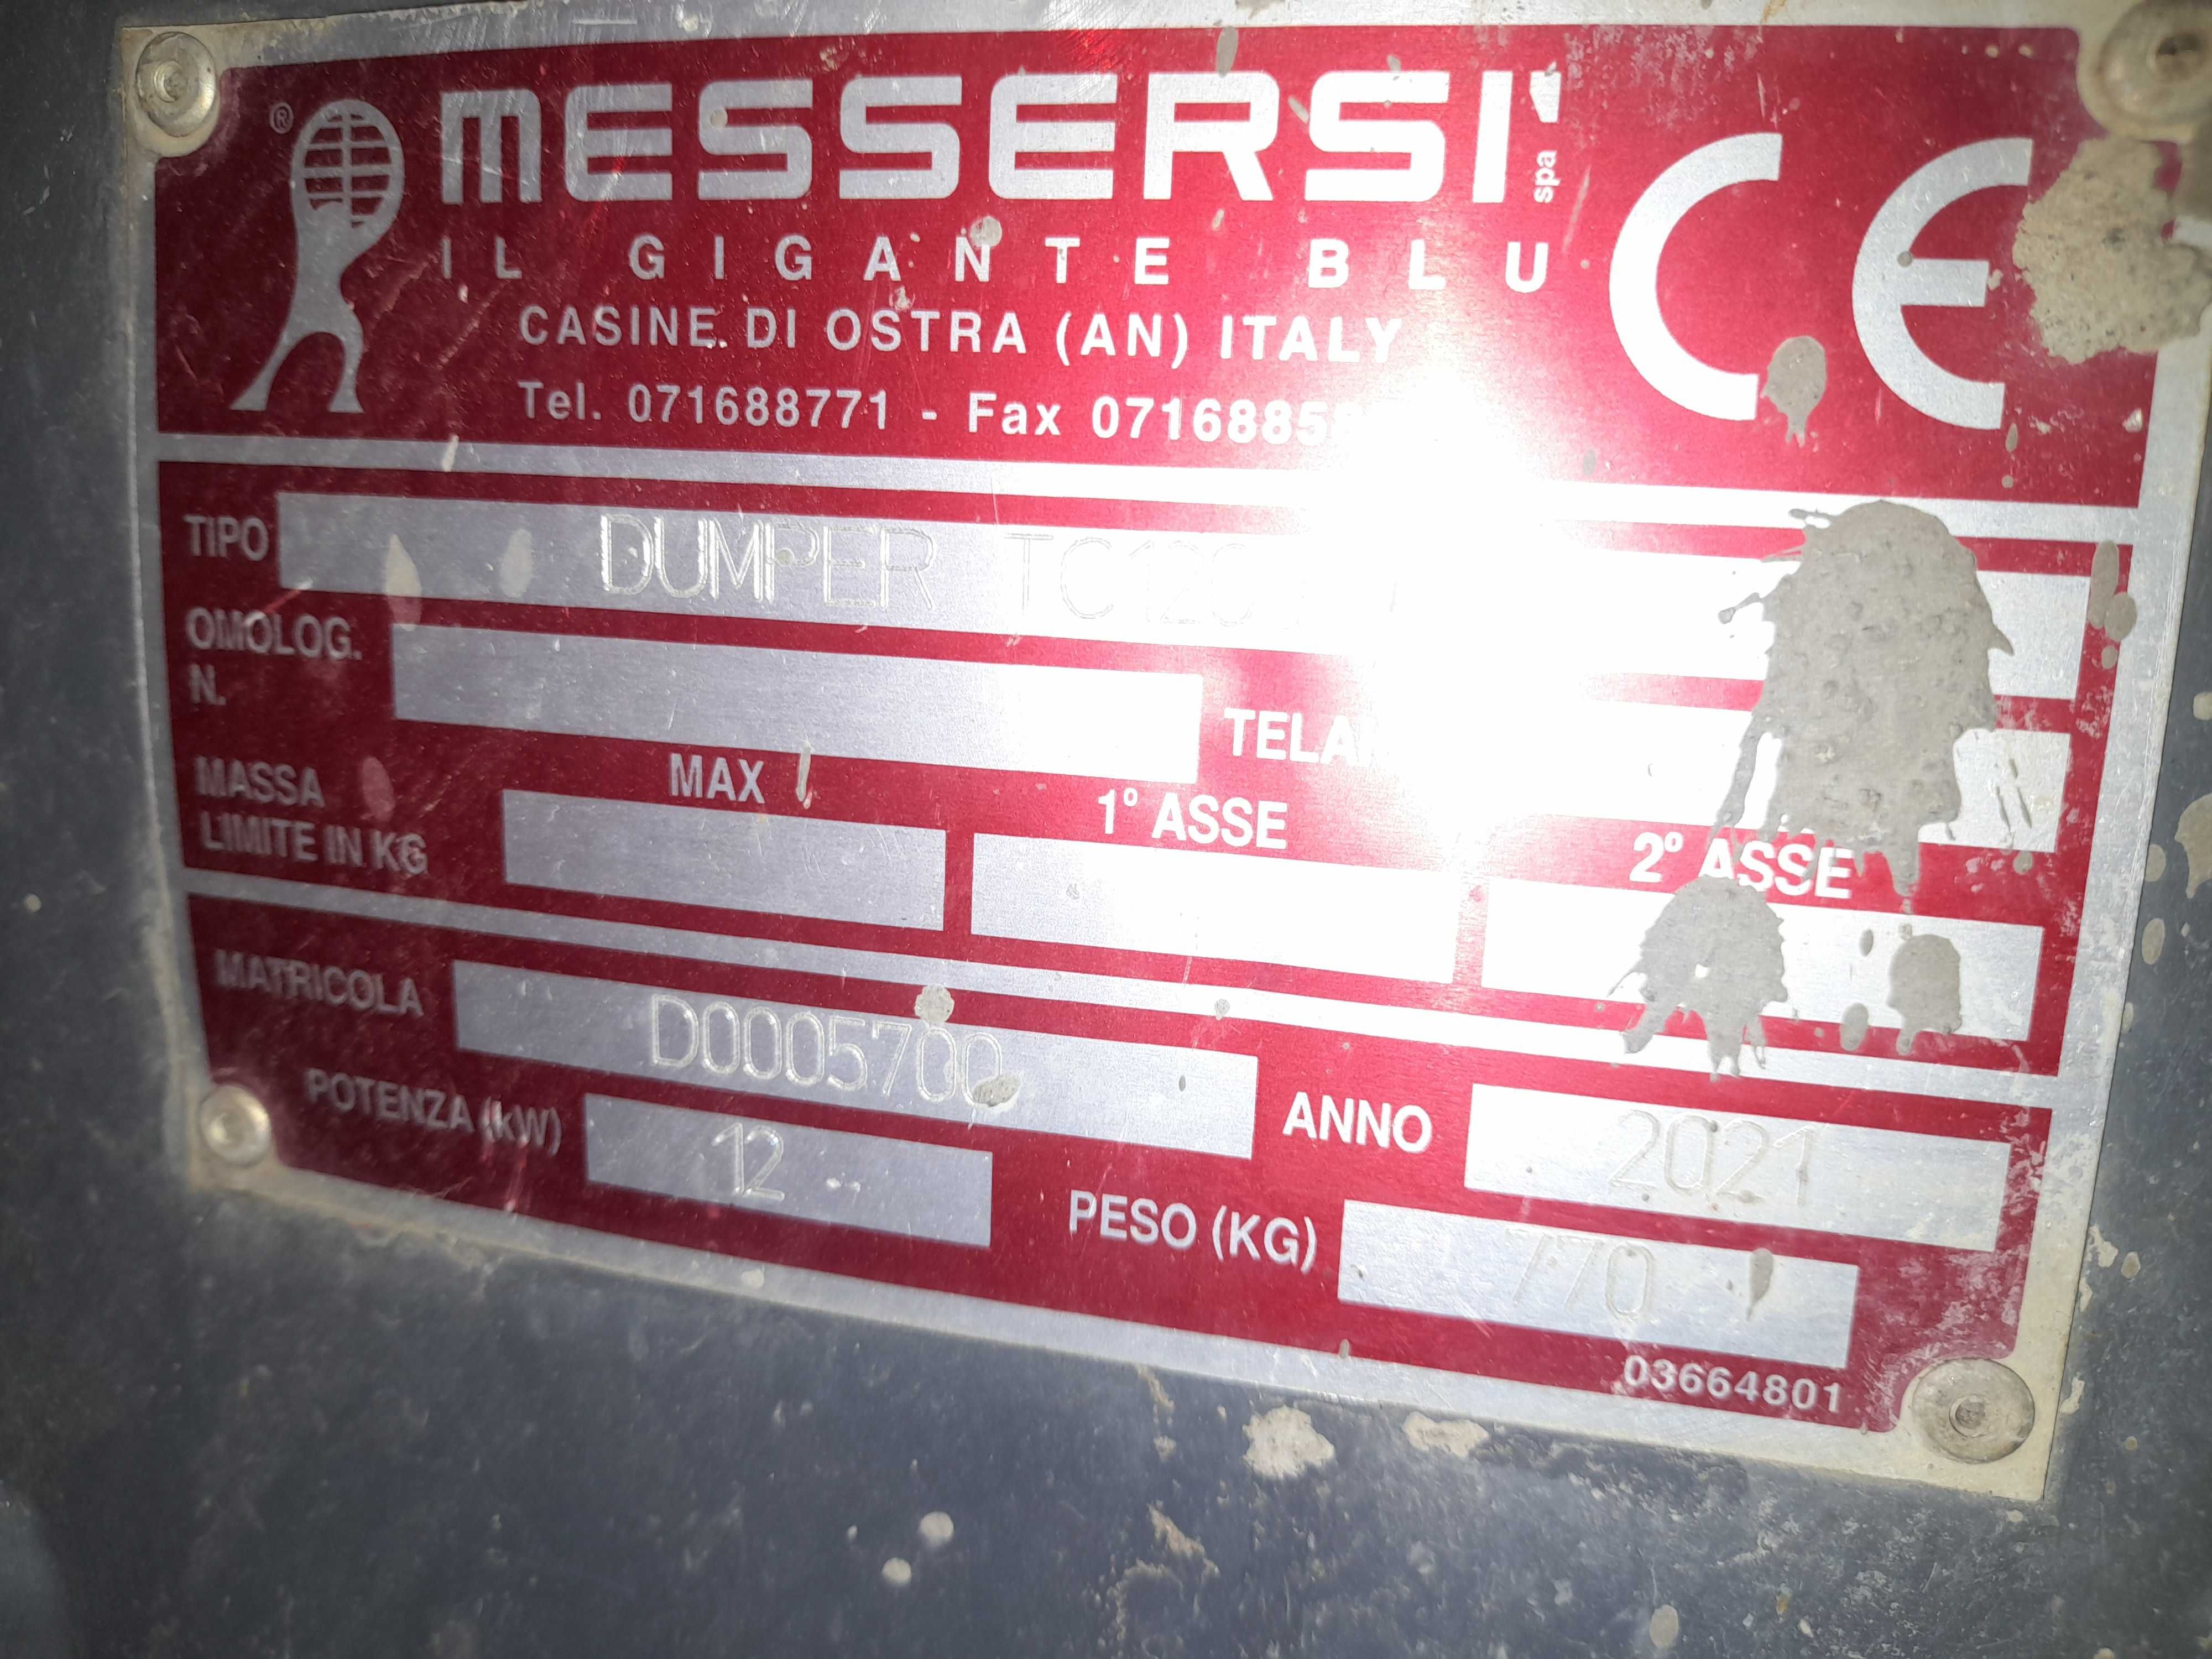 ® MESSERSI' spa
IL GIGANTE BLU
CE
CASINE DI OSTRA (AN) ITALY
Tel. 071688771 - Fax
TIPO DUMPER
OMOLOG.
N.
MASSA
LIMITE IN KG
MAX 1° ASSE 2° ASSE
MATRICOLA D0005700
ANNO 2021
POTENZA (kW) 12
PESO (KG) 770
03664801